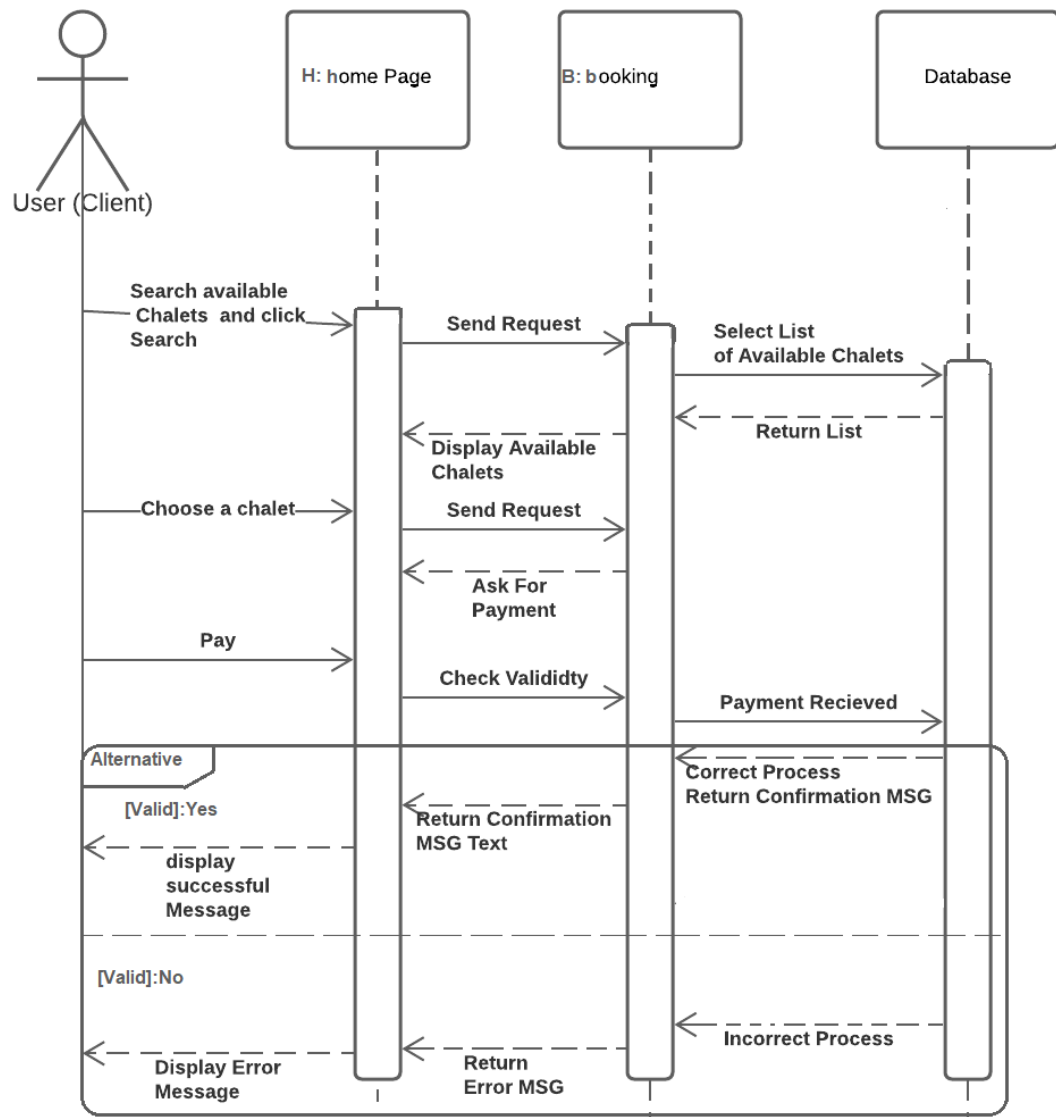 H: home Page
B: booking
Database
User (Client)
Search available
Chalets and click
Search
Send Request
Select List
of Available Chalets
Return List
Display Available
Chalets
Choose a chalet
Send Request
Ask For
Payment
Pay
Check Valididty
Payment Recieved
Alternative
Correct Process
Return Confirmation MSG
[Valid]:Yes
Return Confirmation
MSG Text
display
successful
Message
[Valid]:No
Incorrect Process
Return
Error MSG
Display Error
Message